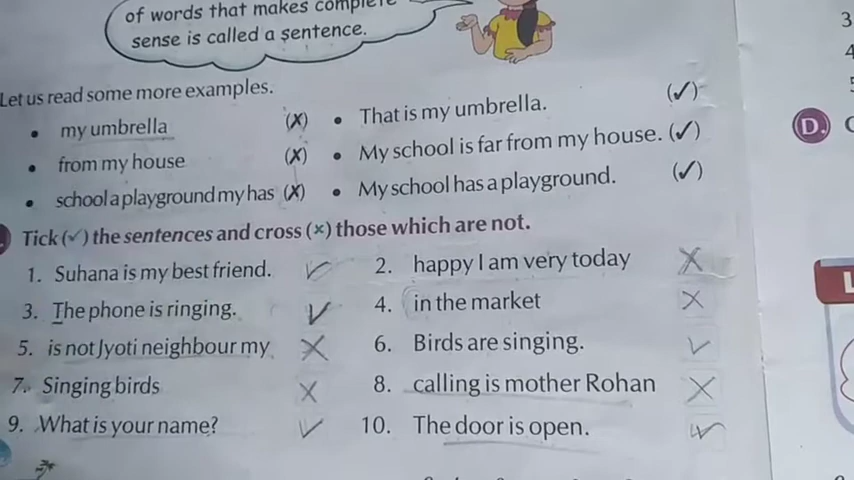 of words that makes complete
sense is called a sentence.
Let us read some more examples.
• my umbrella (✗) • That is my umbrella. (✓)
• from my house (✗) • My school is far from my house. (✓)
• school a playground my has (✗) • My school has a playground. (✓)
Tick (✓) the sentences and cross (×) those which are not.
1. Suhana is my best friend. ✓ 2. happy I am very today ✗
3. The phone is ringing. ✓ 4. in the market ✗
5. is not Jyoti neighbour my ✗ 6. Birds are singing. ✓
7. Singing birds ✗ 8. calling is mother Rohan ✗
9. What is your name? ✓ 10. The door is open. ✓
3
4
D.